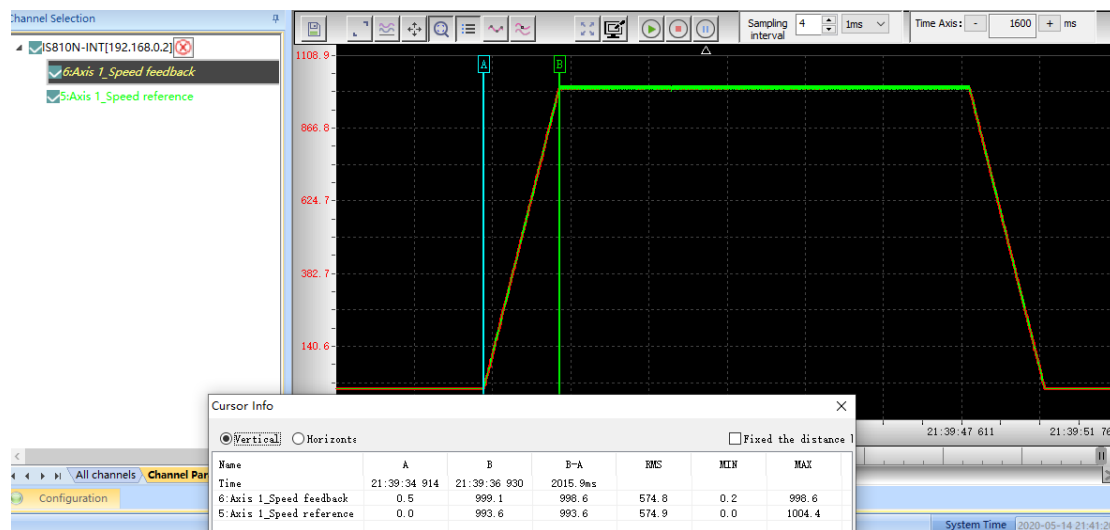 Channel Selection
IS810N-INT[192.168.0.2]
6:Axis 1_Speed feedback
5:Axis 1_Speed reference
Sampling interval 4 1ms
Time Axis: - 1600 + ms
1108.9
A B
866.8
624.7
382.7
140.6
21:39:47 611 21:39:51 76
All channels Channel Par
Configuration
Cursor Info
Vertical Horizonta
Fixed the distance
Name A B B-A RMS MIN MAX
Time 21:39:34 914 21:39:36 930 2015.9ms
6:Axis 1_Speed feedback 0.5 999.1 998.6 574.8 0.2 998.6
5:Axis 1_Speed reference 0.0 993.6 993.6 574.9 0.0 1004.4
System Time 2020-05-14 21:41:2